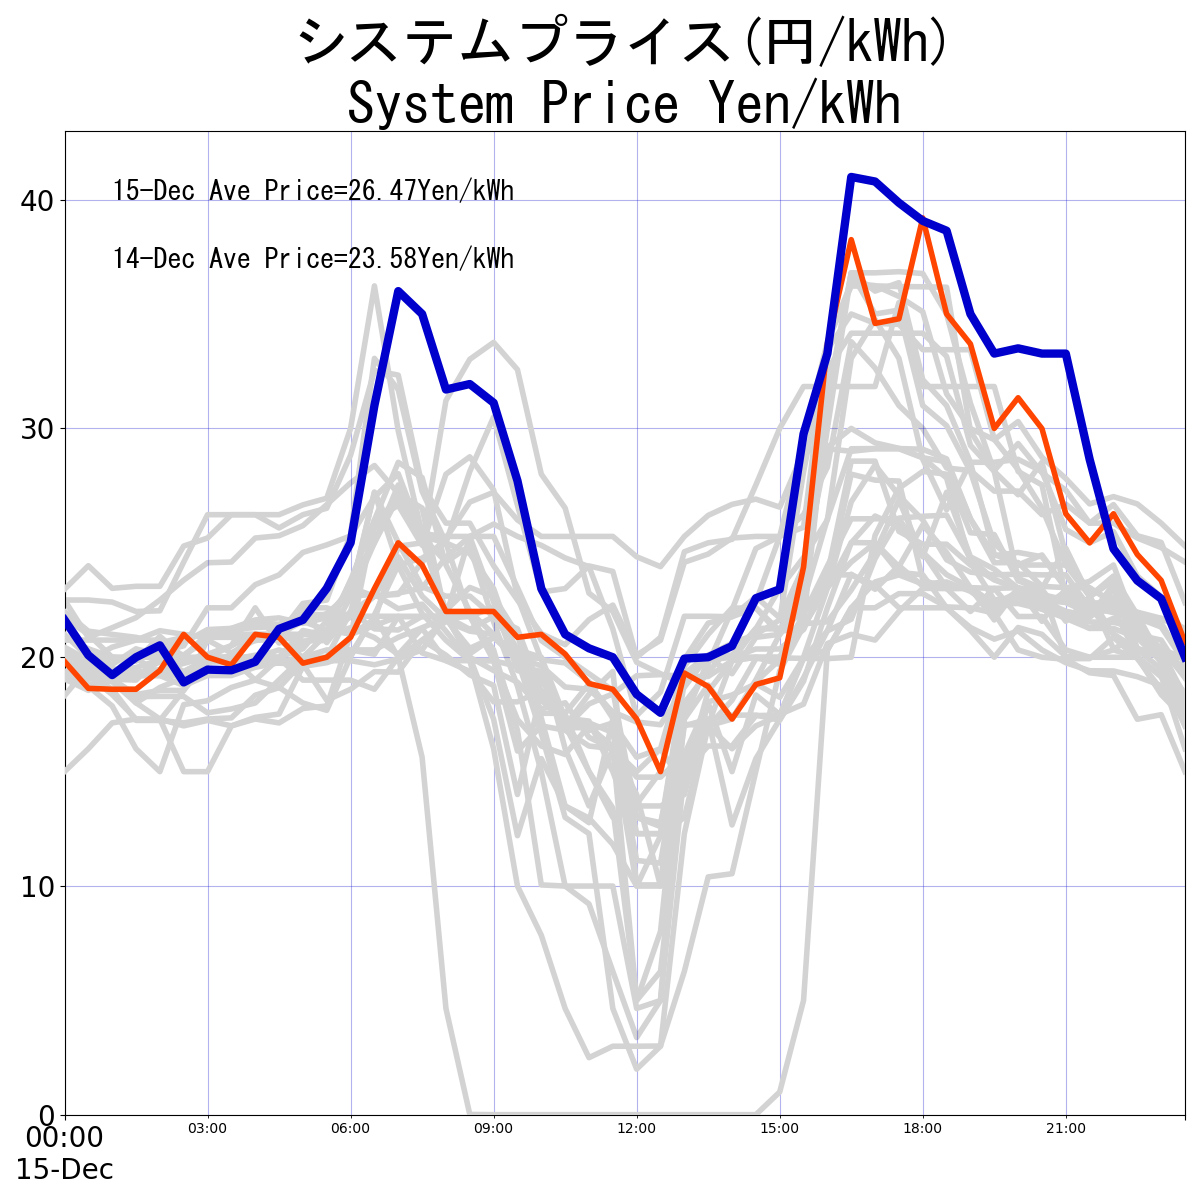 システムプライス(円/kWh)
System Price Yen/kWh
15-Dec Ave Price=26.47Yen/kWh
14-Dec Ave Price=23.58Yen/kWh
40
30
20
10
0
00:00 03:00 06:00 09:00 12:00 15:00 18:00 21:00
15-Dec